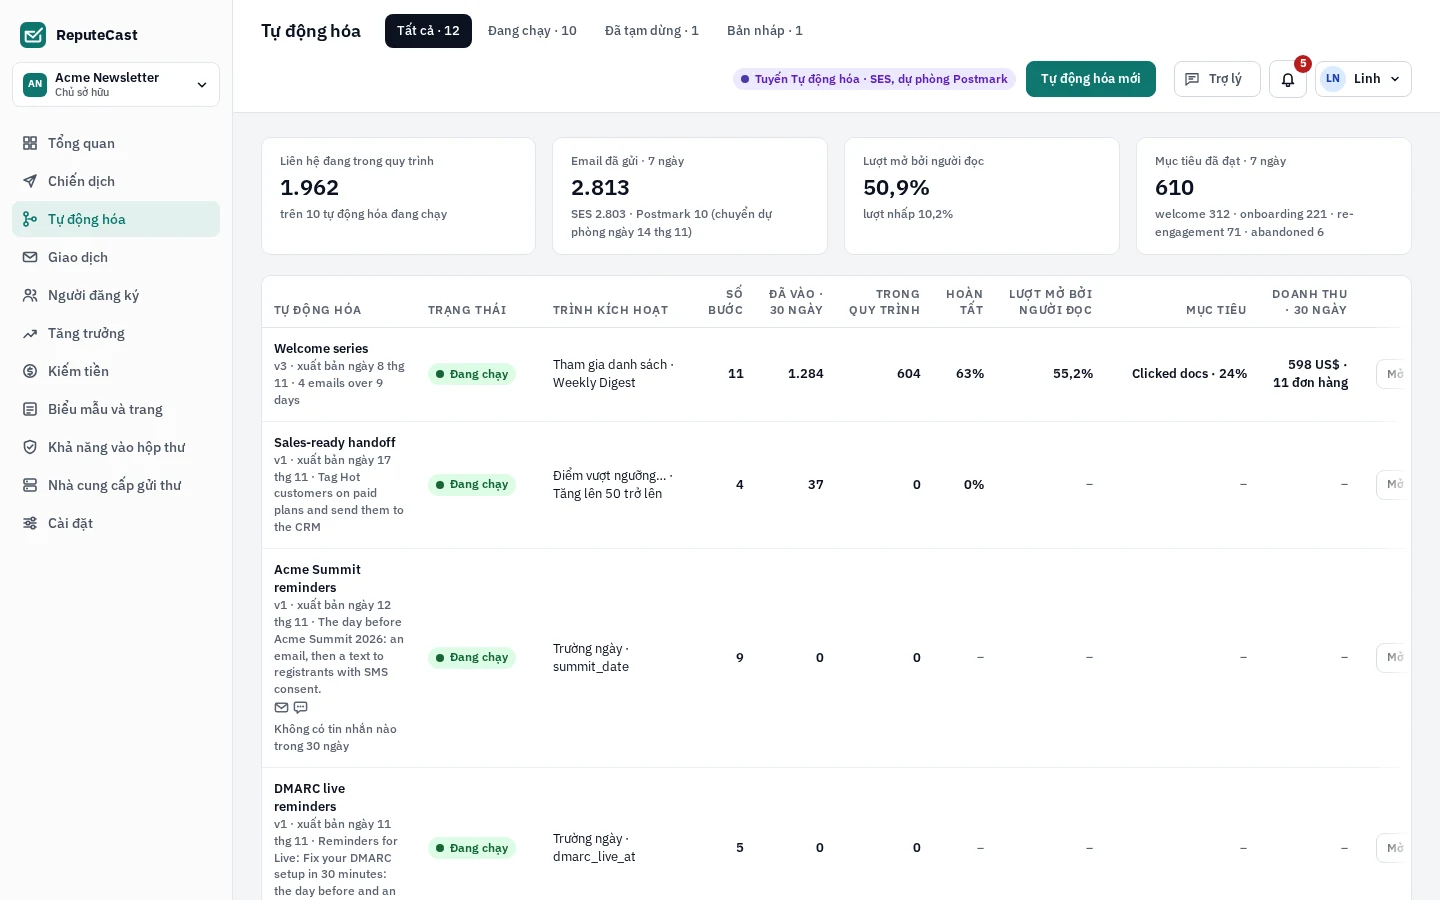 ReputeCast
AN
Acme Newsletter
Chủ sở hữu
Tổng quan
Chiến dịch
Tự động hóa
Giao dịch
Người đăng ký
Tăng trưởng
Kiếm tiền
Biểu mẫu và trang
Khả năng vào hộp thư
Nhà cung cấp gửi thư
Cài đặt
Tự động hóa
Tất cả · 12
Đang chạy · 10
Đã tạm dừng · 1
Bản nháp · 1
Tuyến Tự động hóa · SES, dự phòng Postmark
Tự động hóa mới
Trợ lý
5
LN
Linh
Liên hệ đang trong quy trình
1.962
trên 10 tự động hóa đang chạy
Email đã gửi · 7 ngày
2.813
SES 2.803 · Postmark 10 (chuyển dự
phòng ngày 14 thg 11)
Lượt mở bởi người đọc
50,9%
lượt nhấp 10,2%
Mục tiêu đã đạt · 7 ngày
610
welcome 312 · onboarding 221 · re-
engagement 71 · abandoned 6
TỰ ĐỘNG HÓA
TRẠNG THÁI
TRÌNH KÍCH HOẠT
SỐ
BƯỚC
ĐÃ VÀO ·
30 NGÀY
TRONG
QUY TRÌNH
HOÀN
TẤT
LƯỢT MỞ BỞI
NGƯỜI ĐỌC
MỤC TIÊU
DOANH THU
· 30 NGÀY
Welcome series
v3 · xuất bản ngày 8 thg
11 · 4 emails over 9
days
Đang chạy
Tham gia danh sách ·
Weekly Digest
11
1.284
604
63%
55,2%
Clicked docs · 24%
598 US$ ·
11 đơn hàng
Mở
Sales-ready handoff
v1 · xuất bản ngày 17
thg 11 · Tag Hot
customers on paid
plans and send them to
the CRM
Đang chạy
Điểm vượt ngưỡng… ·
Tăng lên 50 trở lên
4
37
0
0%
–
–
–
Mở
Acme Summit
reminders
v1 · xuất bản ngày 12
thg 11 · The day before
Acme Summit 2026: an
email, then a text to
registrants with SMS
consent.
Không có tin nhắn nào
trong 30 ngày
Đang chạy
Trường ngày ·
summit_date
9
0
0
–
–
–
–
Mở
DMARC live
reminders
v1 · xuất bản ngày 11
thg 11 · Reminders for
Live: Fix your DMARC
setup in 30 minutes:
the day before and an
Đang chạy
Trường ngày ·
dmarc_live_at
5
0
0
–
–
–
–
Mở